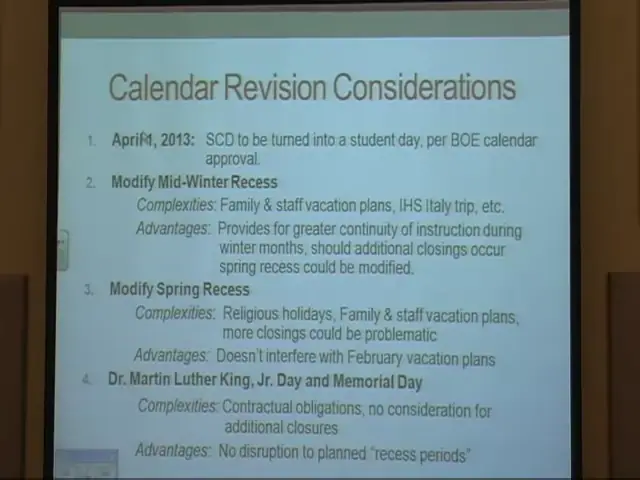 Calendar Revision Considerations
1. April 1, 2013: SCD to be turned into a student day, per BOE calendar
approval.
2. Modify Mid-Winter Recess
Complexities: Family & staff vacation plans, IHS Italy trip, etc.
Advantages: Provides for greater continuity of instruction during
winter months, should additional closings occur
spring recess could be modified.
3. Modify Spring Recess
Complexities: Religious holidays, Family & staff vacation plans,
more closings could be problematic
Advantages: Doesn't interfere with February vacation plans
4. Dr. Martin Luther King, Jr. Day and Memorial Day
Complexities: Contractual obligations, no consideration for
additional closures
Advantages: No disruption to planned "recess periods"